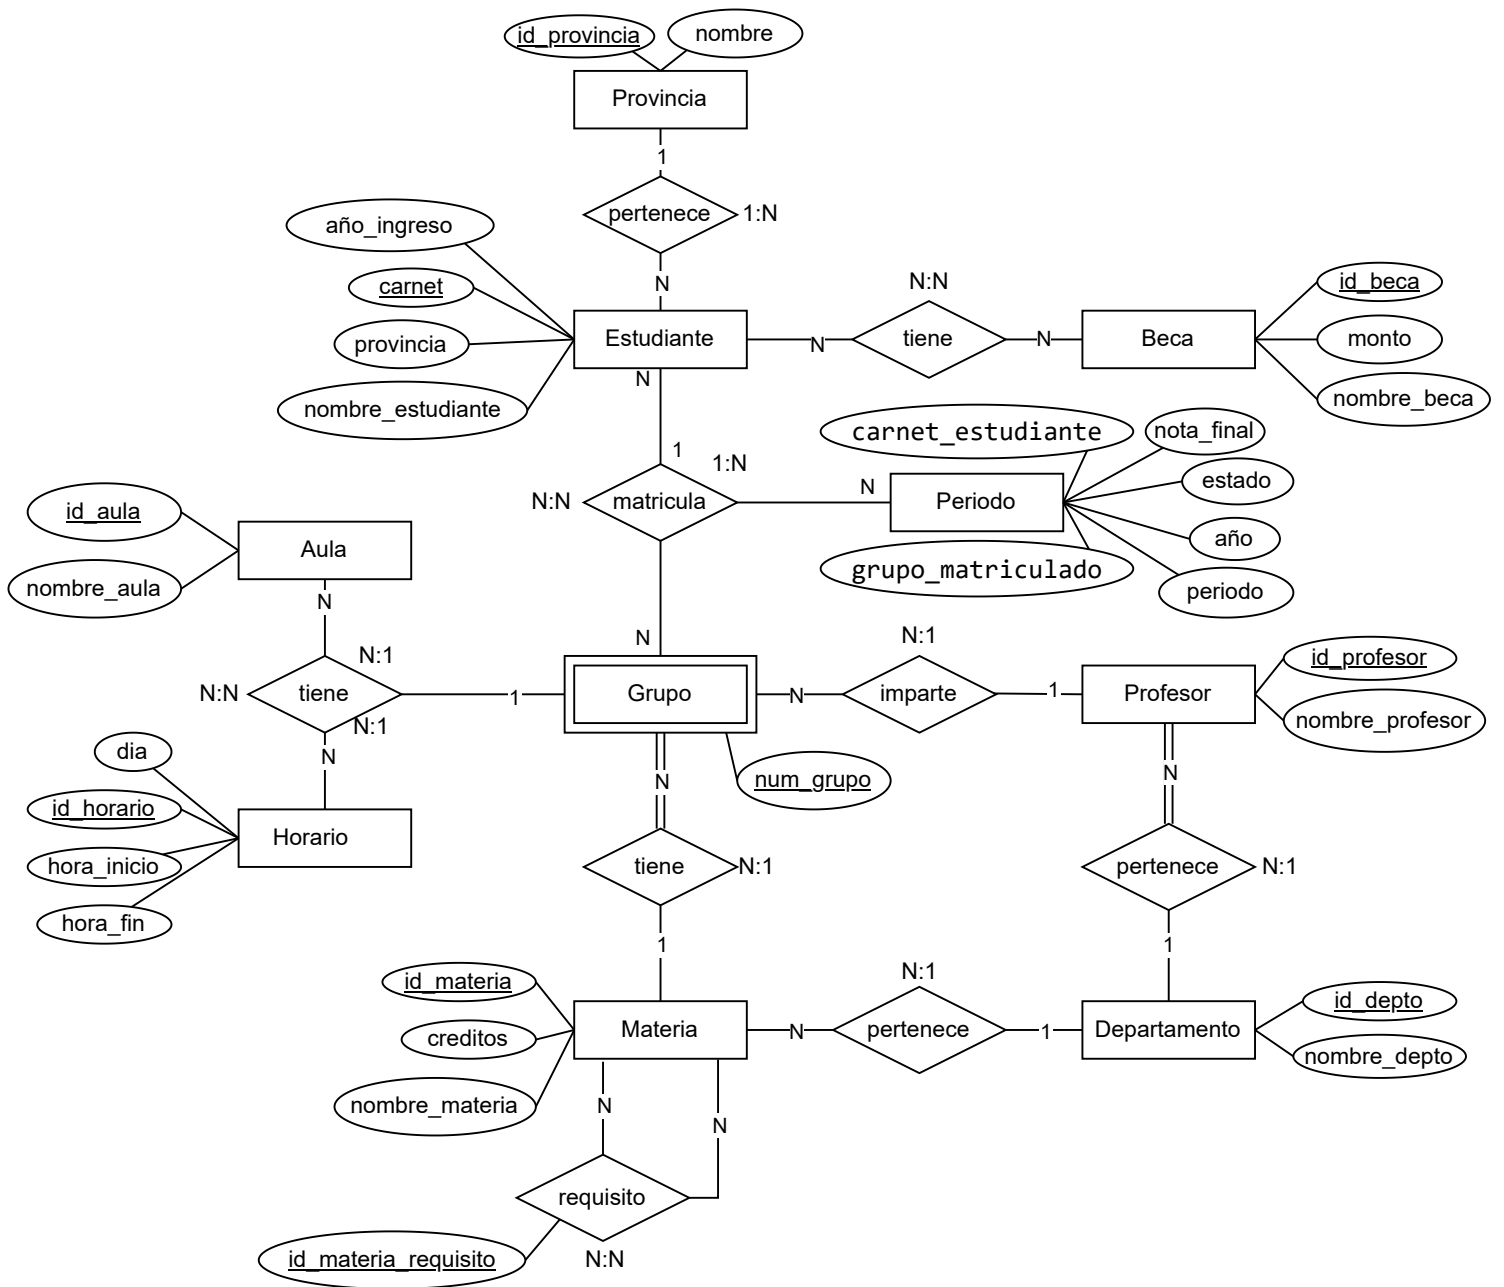 id_provincia
nombre
Provincia
1
pertenece
1:N
N
año_ingreso
carnet
provincia
nombre_estudiante
Estudiante
N
N:N
tiene
N
Beca
id_beca
monto
nombre_beca
N
1
1:N
N:N
matricula
N
Periodo
carnet_estudiante
nota_final
estado
año
periodo
grupo_matriculado
id_aula
nombre_aula
Aula
N
N:1
N:N
tiene
N:1
1
N
dia
id_horario
hora_inicio
hora_fin
Horario
N
Grupo
num_grupo
N
N:1
imparte
1
Profesor
id_profesor
nombre_profesor
N
tiene
N:1
1
N
pertenece
N:1
1
id_materia
creditos
nombre_materia
Materia
N
N:1
pertenece
1
Departamento
id_depto
nombre_depto
N
N
requisito
id_materia_requisito
N:N